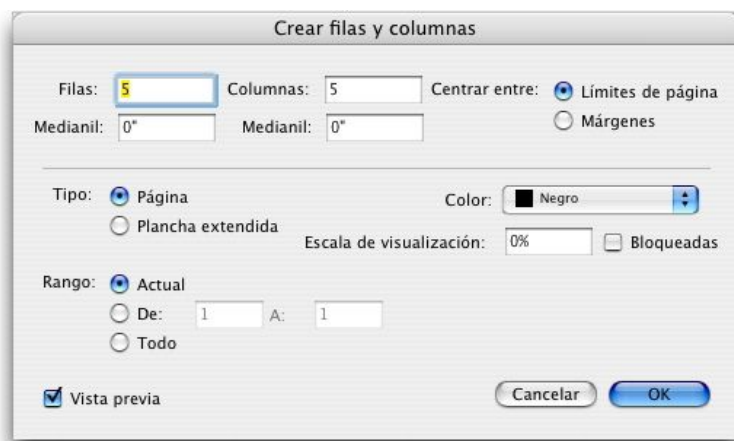 Crear filas y columnas
Filas: 5 Columnas: 5 Centrar entre: Límites de página
Medianil: 0" Medianil: 0" Márgenes
Tipo: Página Color: Negro
Plancha extendida
Escala de visualización: 0% Bloqueadas
Rango: Actual
De: 1 A: 1
Todo
Vista previa Cancelar OK